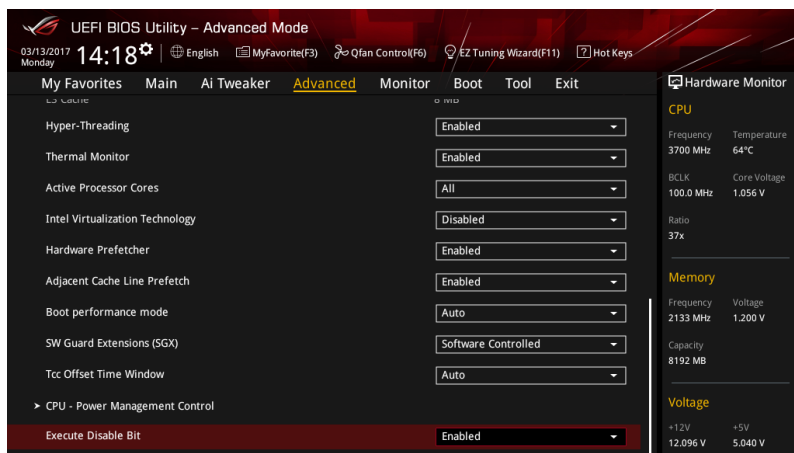 UEFI BIOS Utility – Advanced Mode
03/13/2017 Monday 14:18 English MyFavorite(F3) Qfan Control(F6) EZ Tuning Wizard(F11) ? Hot Keys
My Favorites Main Ai Tweaker Advanced Monitor Boot Tool Exit
L3 Cache 8 MB
Hyper-Threading Enabled
Thermal Monitor Enabled
Active Processor Cores All
Intel Virtualization Technology Disabled
Hardware Prefetcher Enabled
Adjacent Cache Line Prefetch Enabled
Boot performance mode Auto
SW Guard Extensions (SGX) Software Controlled
Tcc Offset Time Window Auto
CPU - Power Management Control
Execute Disable Bit Enabled
Hardware Monitor
CPU
Frequency Temperature
3700 MHz 64°C
BCLK Core Voltage
100.0 MHz 1.056 V
Ratio
37x
Memory
Frequency Voltage
2133 MHz 1.200 V
Capacity
8192 MB
Voltage
+12V +5V
12.096 V 5.040 V